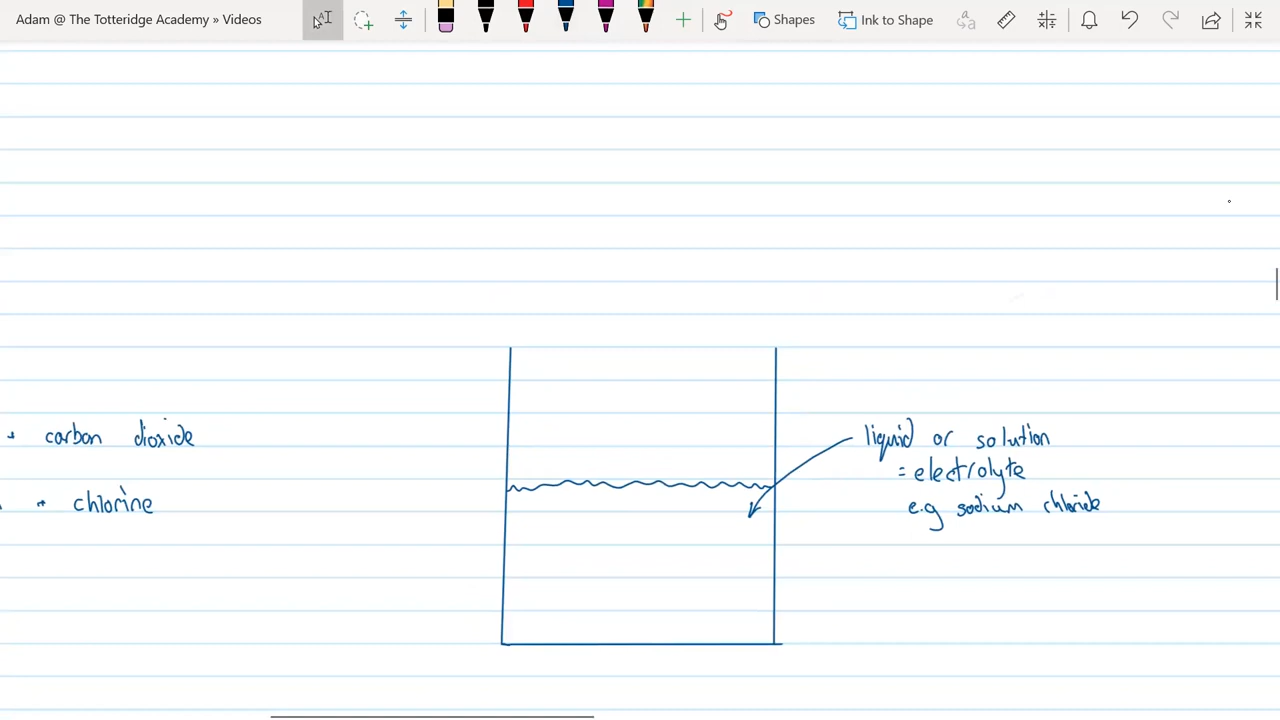 Adam @ The Totteridge Academy » Videos
Shapes
Ink to Shape
+ carbon dioxide
+ chlorine
liquid or solution
= electrolyte
e.g sodium chloride